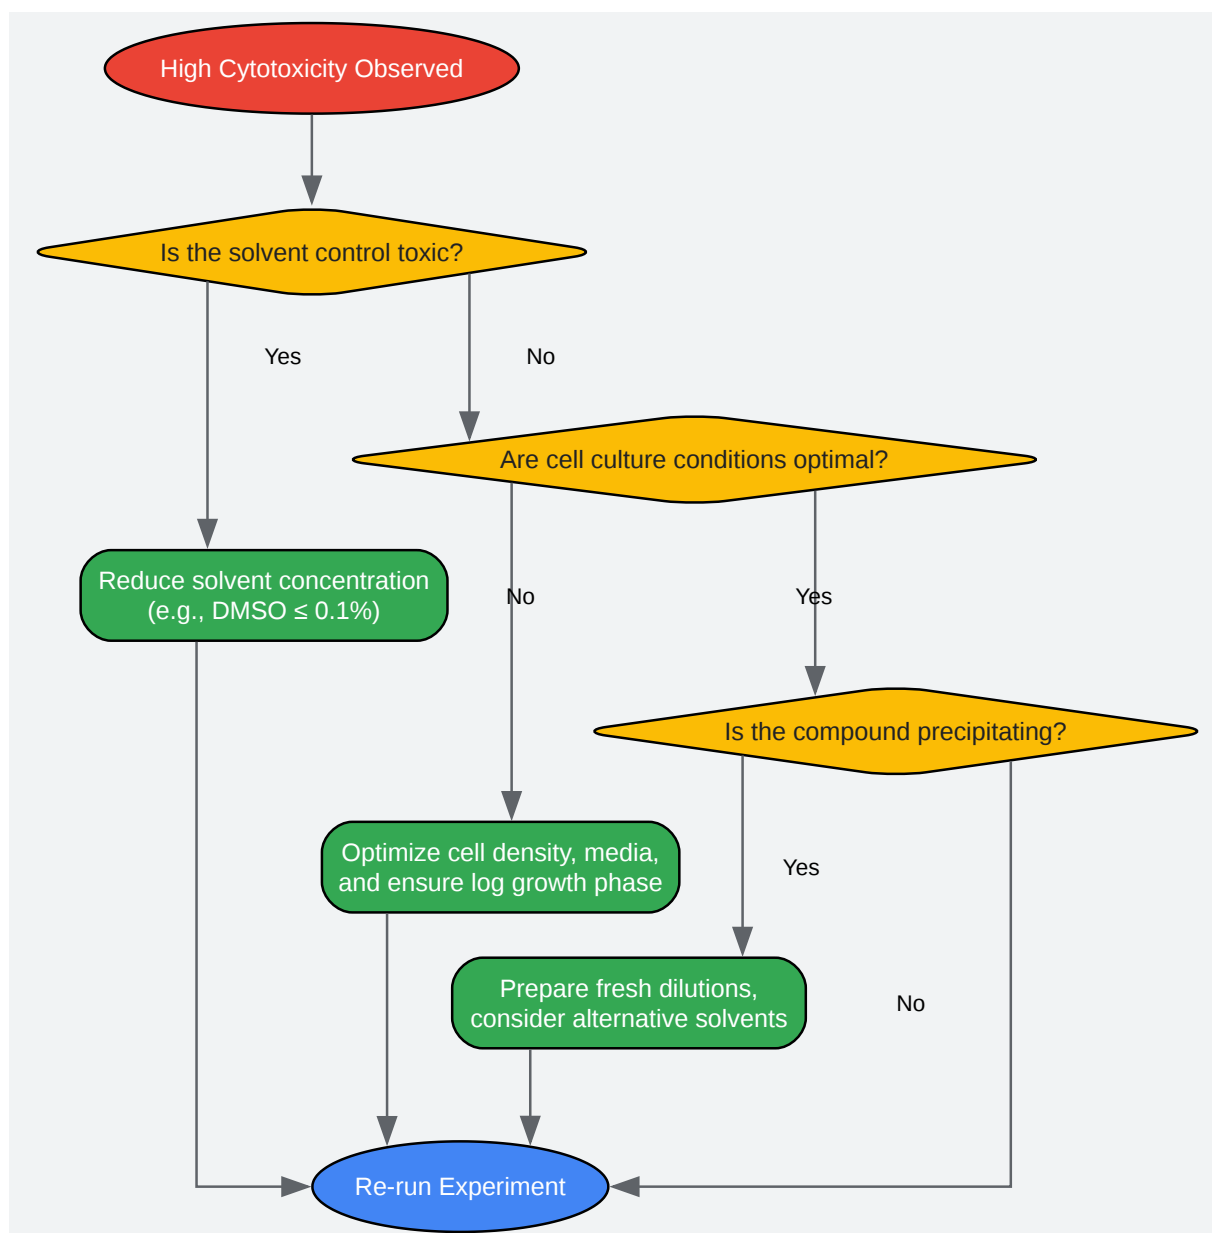 High Cytotoxicity Observed
Is the solvent control toxic?
Yes
No
Are cell culture conditions optimal?
Reduce solvent concentration
(e.g., DMSO ≤ 0.1%)
No
Yes
Is the compound precipitating?
Optimize cell density, media,
and ensure log growth phase
Yes
Prepare fresh dilutions,
consider alternative solvents
No
Re-run Experiment